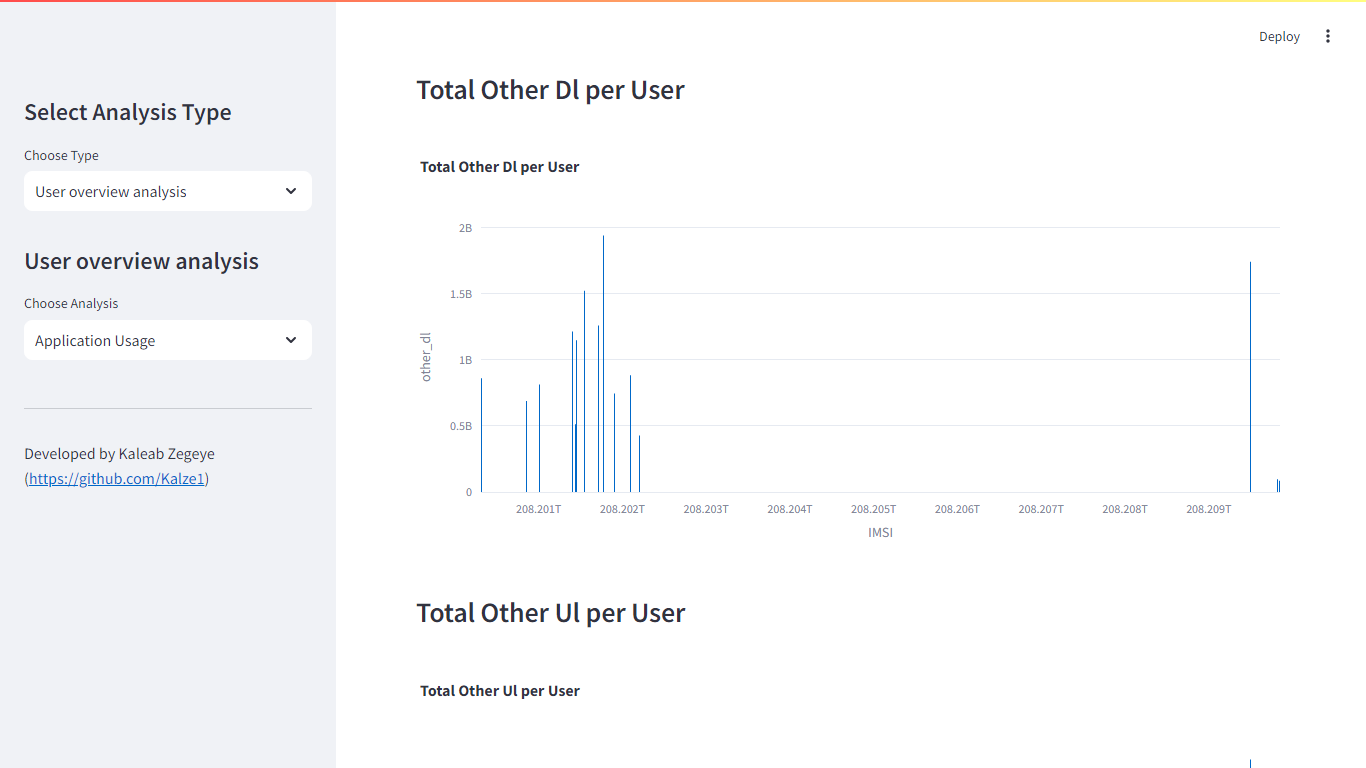 Deploy
Select Analysis Type
Choose Type
User overview analysis
User overview analysis
Choose Analysis
Application Usage
Developed by Kaleab Zegeye
(https://github.com/Kalze1)
Total Other Dl per User
Total Other Dl per User
2B
1.5B
1B
0.5B
0
other_dl
208.201T 208.202T 208.203T 208.204T 208.205T 208.206T 208.207T 208.208T 208.209T
IMSI
Total Other Ul per User
Total Other Ul per User